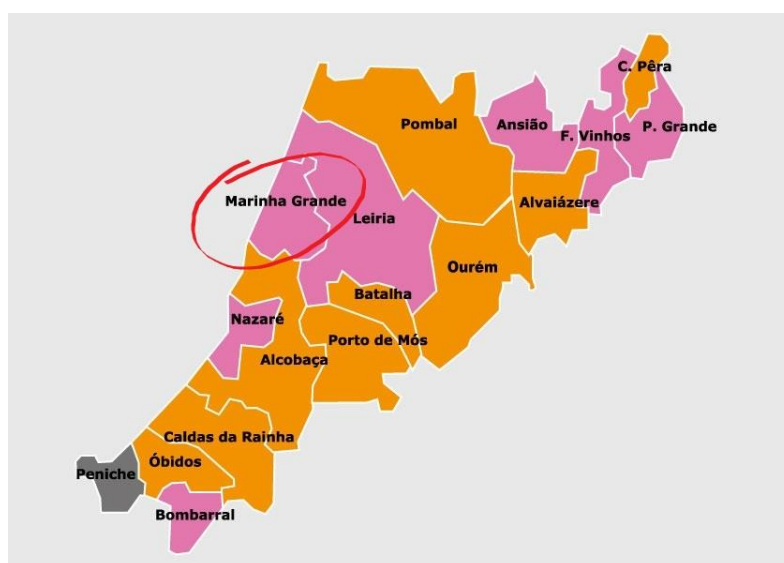 C. Pêra
Pombal
Ansião
F. Vinhos
P. Grande
Marinha Grande
Alvaiázere
Leiria
Ourém
Batalha
Nazaré
Porto de Mós
Alcobaça
Caldas da Rainha
Óbidos
Peniche
Bombarral